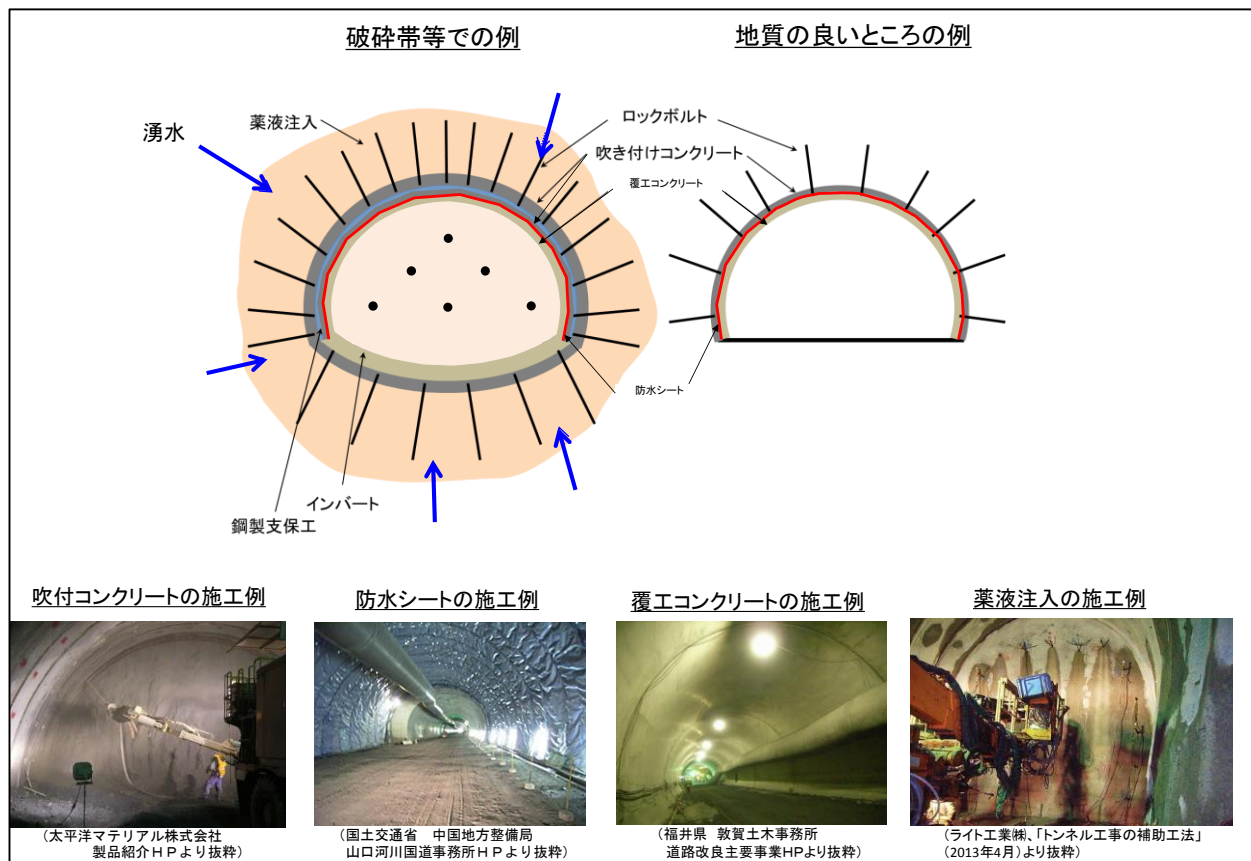 破砕帯等での例
地質の良いところの例
湧水
薬液注入
ロックボルト
吹き付けコンクリート
覆工コンクリート
防水シート
インバート
鋼製支保工
吹付コンクリートの施工例
防水シートの施工例
覆工コンクリートの施工例
薬液注入の施工例
(太平洋マテリアル株式会社
製品紹介HPより抜粋)
(国土交通省 中国地方整備局
山口河川国道事務所HPより抜粋)
(福井県 敦賀土木事務所
道路改良主要事業HPより抜粋)
(ライト工業㈱、「トンネル工事の補助工法」
(2013年4月)より抜粋)